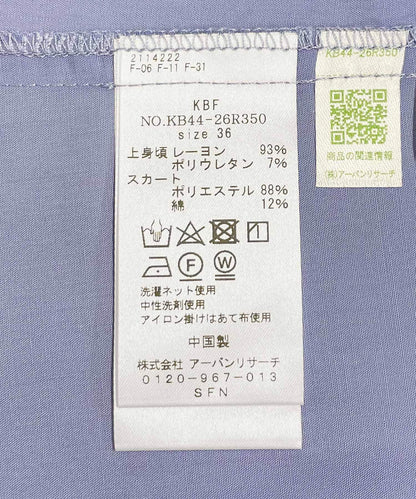 2114222
F-06 F-11 F-31
KBF
NO.KB44-26R350
size 36
上身頃 レーヨン 93%
ポリウレタン 7%
スカート
ポリエステル 88%
綿 12%
F W
洗濯ネット使用
中性洗剤使用
アイロン掛けはあて布使用
中国製
株式会社 アーバンリサーチ
0120-967-013
SFN
KB44-26R350
商品の関連情報
(株)アーバンリサーチ